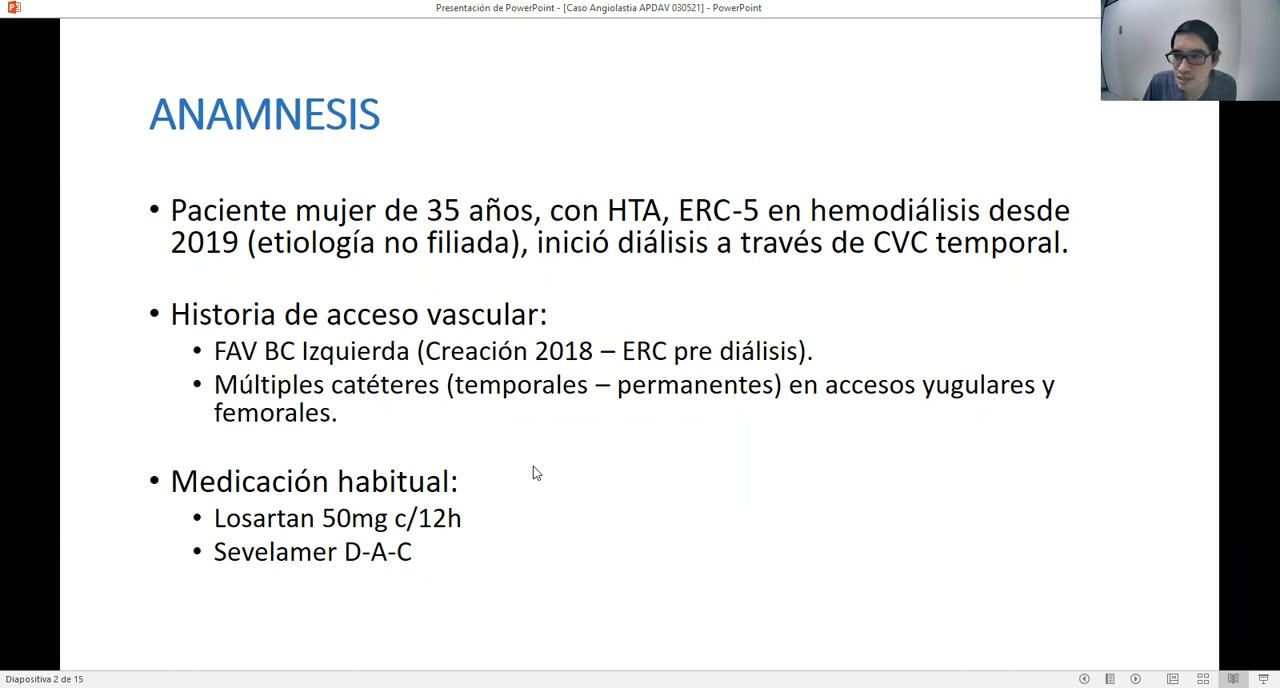 Presentación de PowerPoint - [Caso Angiolastia APDAV 030521] - PowerPoint
ANAMNESIS
• Paciente mujer de 35 años, con HTA, ERC-5 en hemodiálisis desde
2019 (etiología no filiada), inició diálisis a través de CVC temporal.
• Historia de acceso vascular:
• FAV BC Izquierda (Creación 2018 – ERC pre diálisis).
• Múltiples catéteres (temporales – permanentes) en accesos yugulares y
femorales.
• Medicación habitual:
• Losartan 50mg c/12h
• Sevelamer D-A-C
Diapositiva 2 de 15